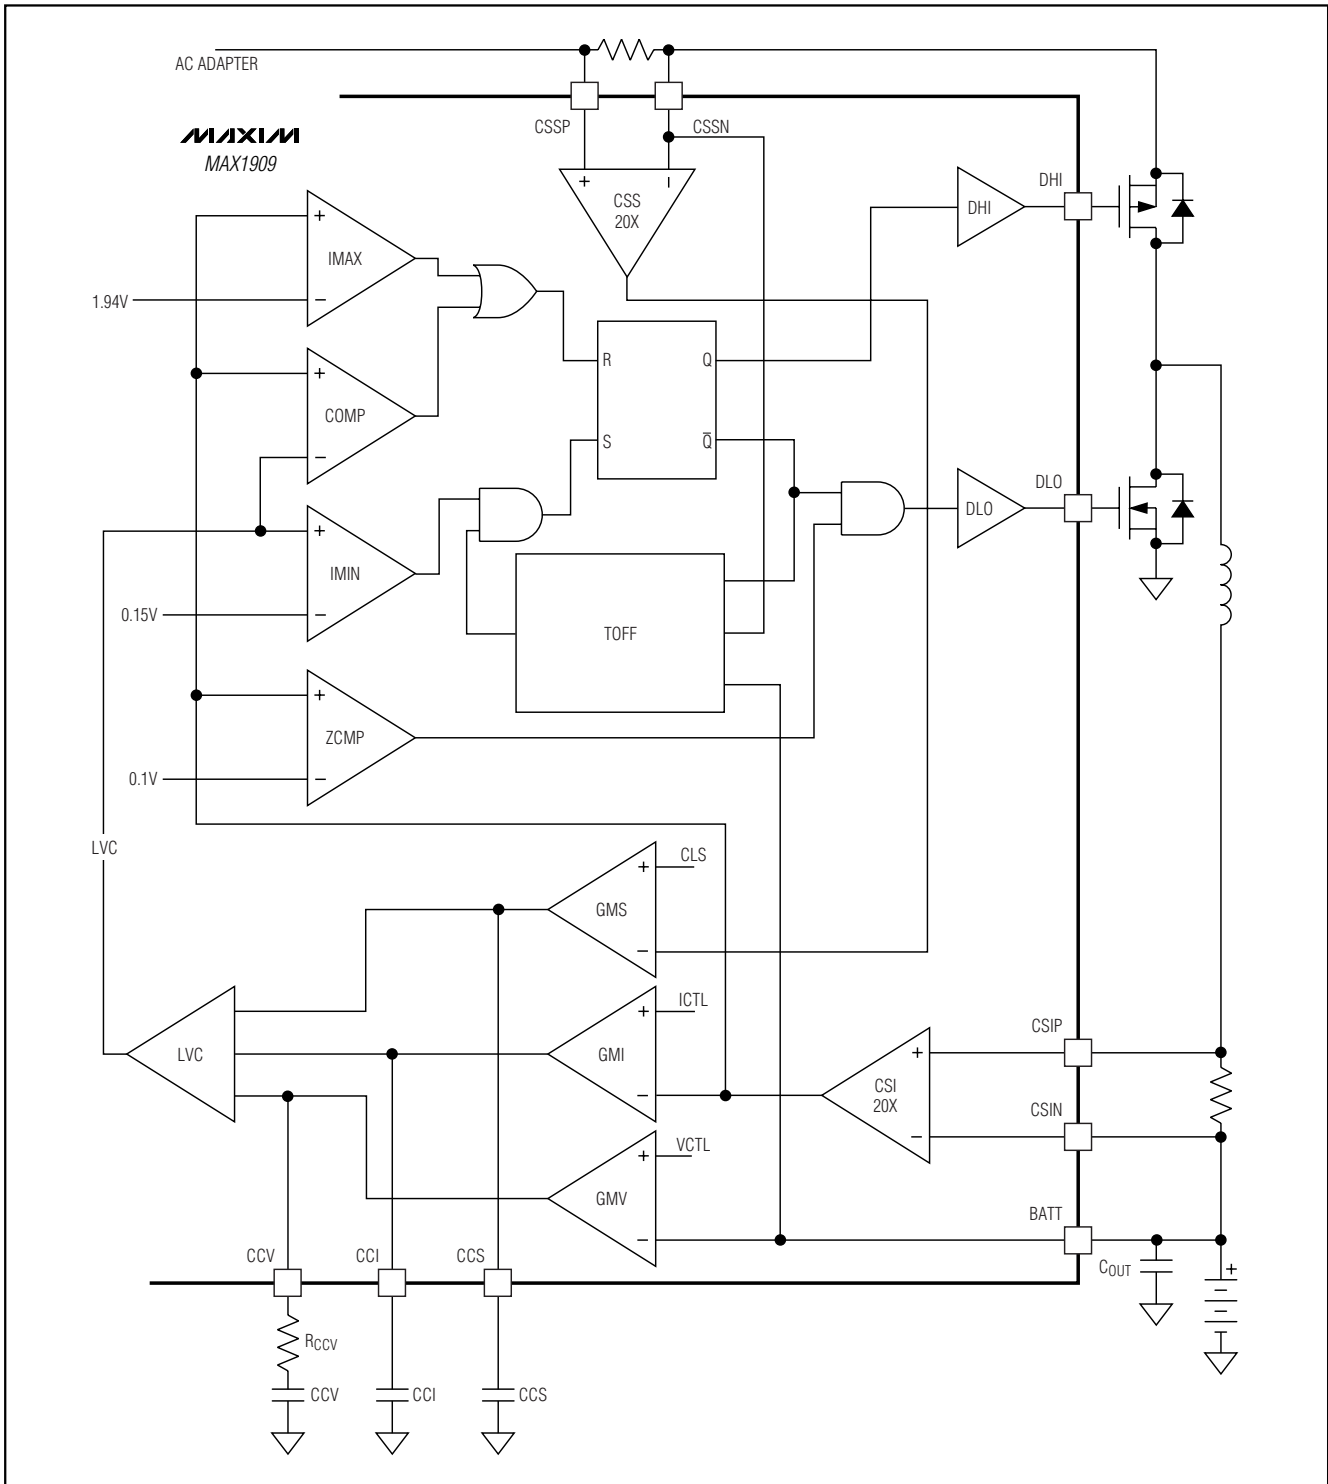 AC ADAPTER
CSSP
CSSN
MAXIM
MAX1909
+
−
CSS
20X
DHI
DHI
+
IMAX
−
1.94V
R
Q
+
COMP
−
S
Q̅
DLO
DLO
+
IMIN
−
0.15V
TOFF
+
ZCMP
−
0.1V
LVC
+
CLS
GMS
−
+
ICTL
GMI
−
LVC
CSIP
+
CSI
20X
−
CSIN
+
VCTL
GMV
−
BATT
CCV
CCI
CCS
COUT
+
RCCV
CCV
CCI
CCS